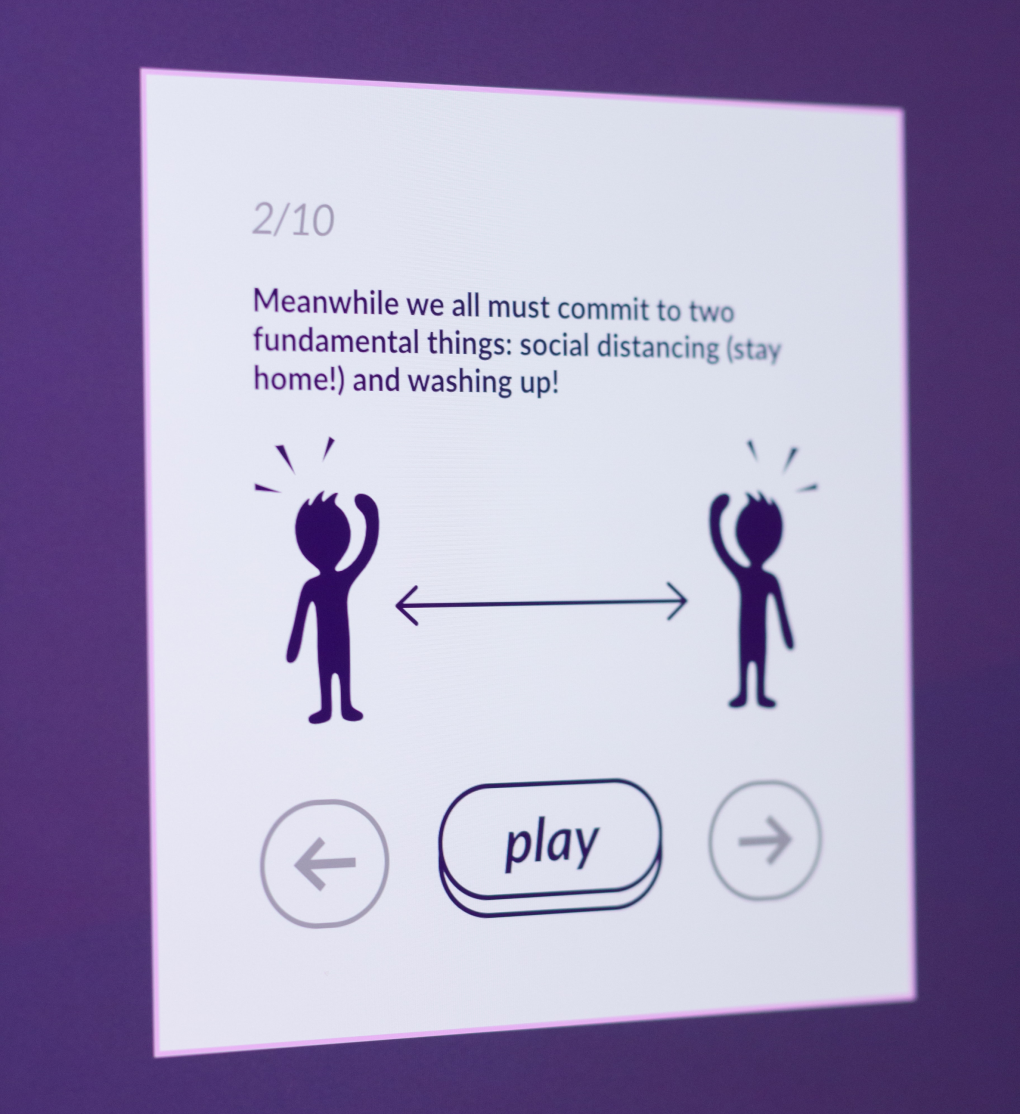 2/10
Meanwhile we all must commit to two
fundamental things: social distancing (stay
home!) and washing up!
play